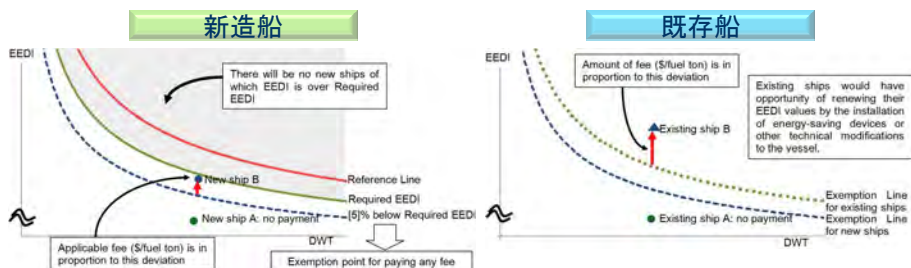 新造船
EEDI
There will be no new ships of
which EEDI is over Required
EEDI
New ship B
Reference Line
Required EEDI
[5]% below Required EEDI
New ship A: no payment
DWT
Applicable fee ($/fuel ton) is in
proportion to this deviation
Exemption point for paying any fee
既存船
EEDI
Amount of fee ($/fuel ton) is in
proportion to this deviation
Existing ships would have
opportunity of renewing their
EEDI values by the installation
of energy-saving devices or
other technical modifications
to the vessel.
Existing ship B
Exemption Line
for existing ships
Existing ship A: no payment
Exemption Line
for new ships
DWT